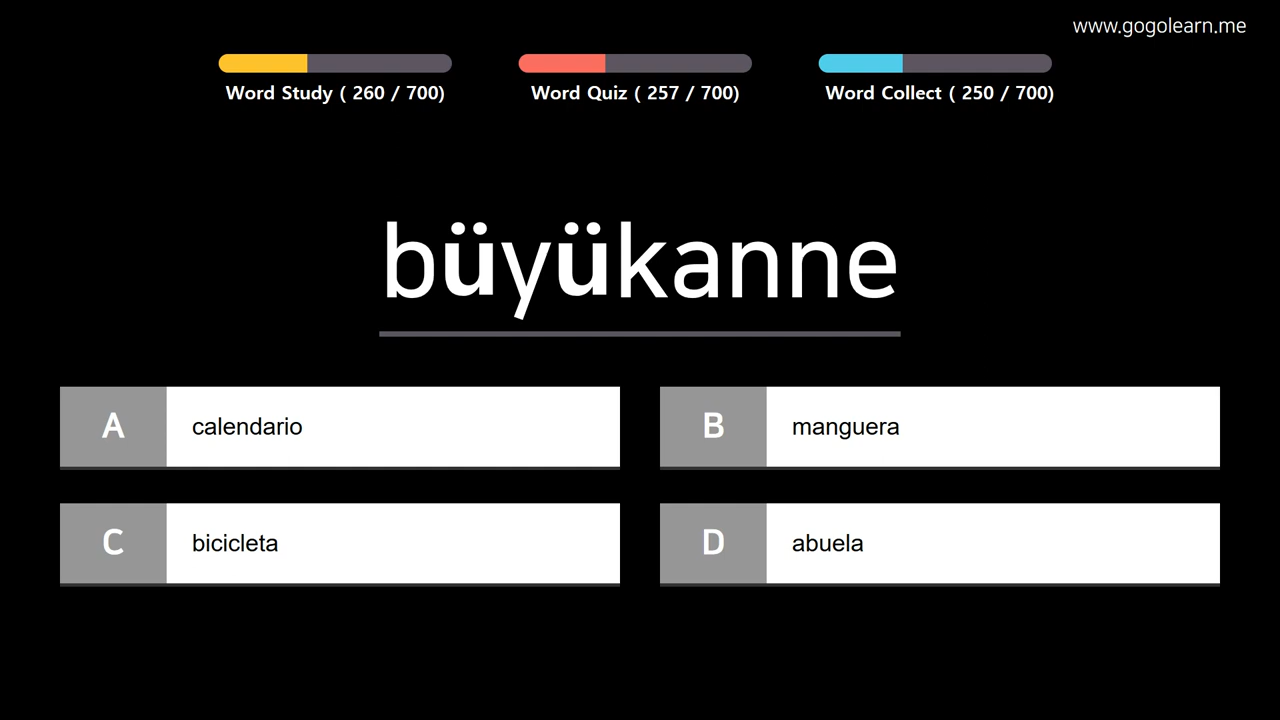 www.gogolearn.me
Word Study ( 260 / 700)
Word Quiz ( 257 / 700)
Word Collect ( 250 / 700)
büyükanne
A calendario
B manguera
C bicicleta
D abuela